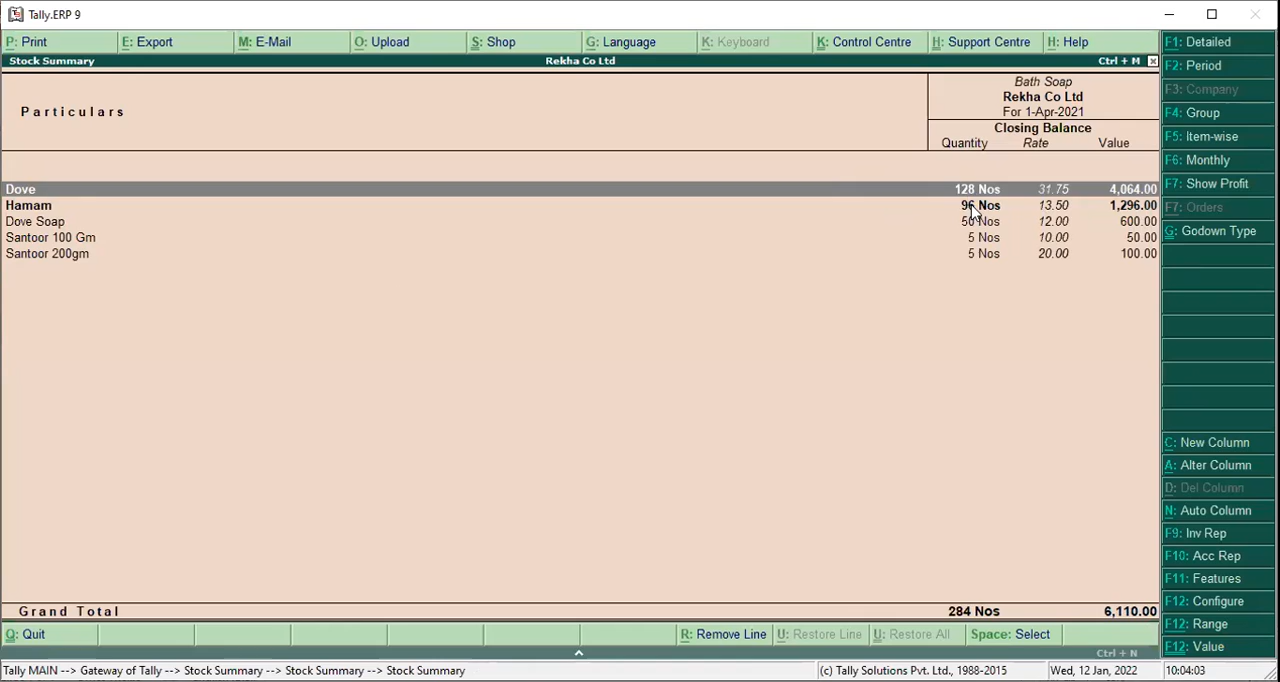 Tally.ERP 9
P: Print E: Export M: E-Mail O: Upload S: Shop G: Language K: Keyboard K: Control Centre H: Support Centre H: Help
Stock Summary Rekha Co Ltd Ctrl + M
Particulars
Bath Soap
Rekha Co Ltd
For 1-Apr-2021
Closing Balance
Quantity Rate Value
Dove 128 Nos 31.75 4,064.00
Hamam 96 Nos 13.50 1,296.00
Dove Soap 50 Nos 12.00 600.00
Santoor 100 Gm 5 Nos 10.00 50.00
Santoor 200gm 5 Nos 20.00 100.00
Grand Total 284 Nos 6,110.00
F1: Detailed
F2: Period
F3: Company
F4: Group
F5: Item-wise
F6: Monthly
F7: Show Profit
F7: Orders
G: Godown Type
C: New Column
A: Alter Column
D: Del Column
N: Auto Column
F9: Inv Rep
F10: Acc Rep
F11: Features
F12: Configure
F12: Range
F12: Value
Q: Quit R: Remove Line U: Restore Line U: Restore All Space: Select
Ctrl + N
Tally MAIN --> Gateway of Tally --> Stock Summary --> Stock Summary --> Stock Summary (c) Tally Solutions Pvt. Ltd., 1988-2015 Wed, 12 Jan, 2022 10:04:03